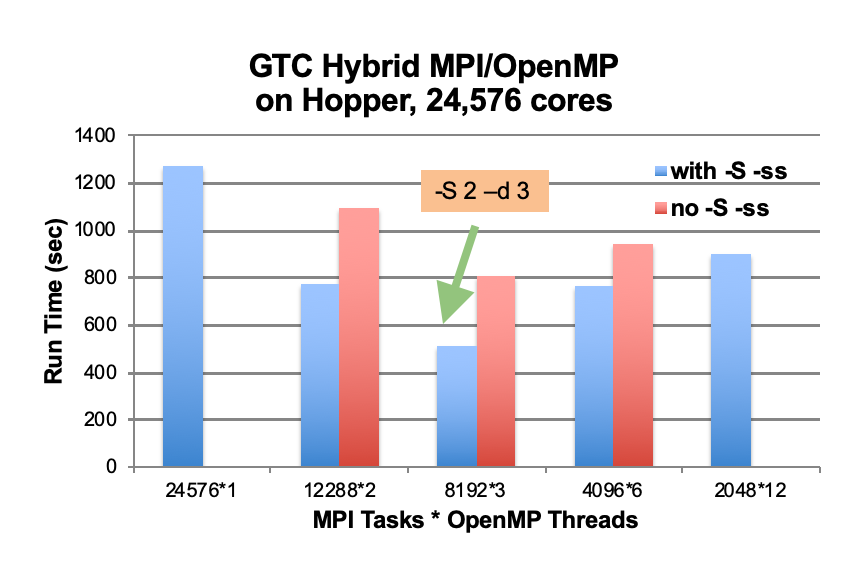 GTC Hybrid MPI/OpenMP
on Hopper, 24,576 cores
Run Time (sec)
1400
1200
1000
800
600
400
200
0
with -S -ss
no -S -ss
-S 2 –d 3
24576*1 12288*2 8192*3 4096*6 2048*12
MPI Tasks * OpenMP Threads